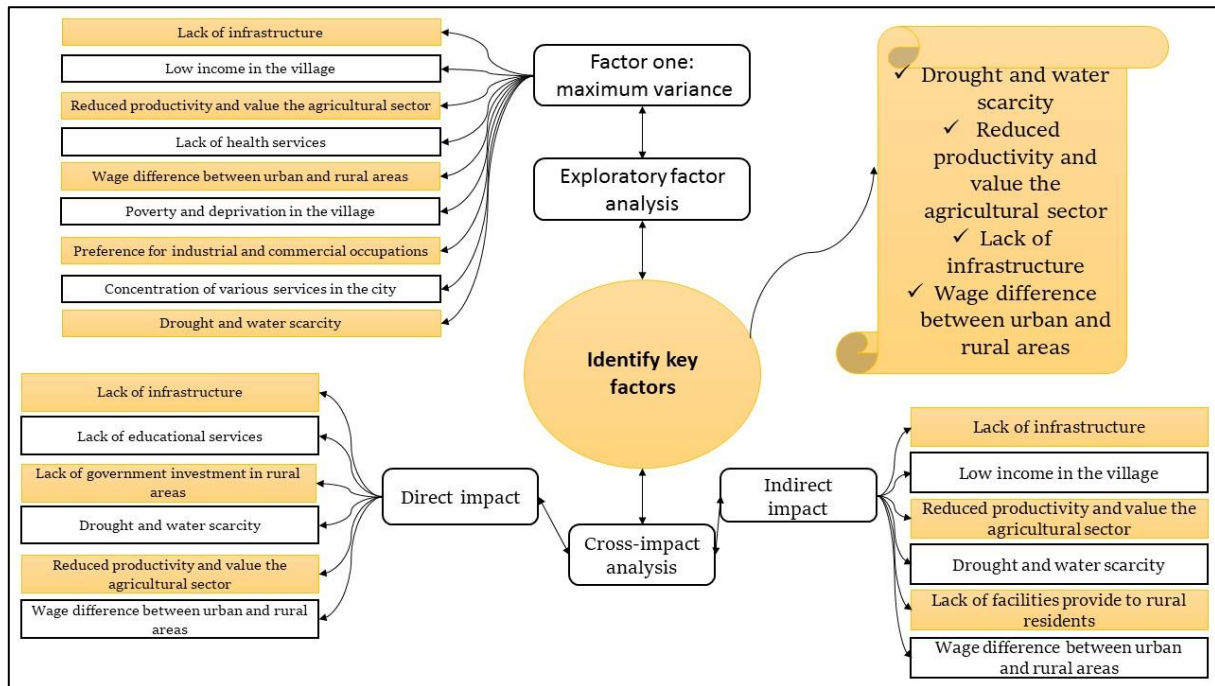 Lack of infrastructure
Low income in the village
Reduced productivity and value the agricultural sector
Lack of health services
Wage difference between urban and rural areas
Poverty and deprivation in the village
Preference for industrial and commercial occupations
Concentration of various services in the city
Drought and water scarcity
Factor one:
maximum variance
Exploratory factor
analysis
Identify key
factors
✓ Drought and water
scarcity
✓ Reduced
productivity and
value the
agricultural sector
✓ Lack of
infrastructure
✓ Wage difference
between urban and
rural areas
Lack of infrastructure
Lack of educational services
Lack of government investment in rural
areas
Drought and water scarcity
Reduced productivity and value the
agricultural sector
Wage difference between urban and rural
areas
Direct impact
Cross-impact
analysis
Indirect
impact
Lack of infrastructure
Low income in the village
Reduced productivity and value the
agricultural sector
Drought and water scarcity
Lack of facilities provide to rural
residents
Wage difference between urban
and rural areas